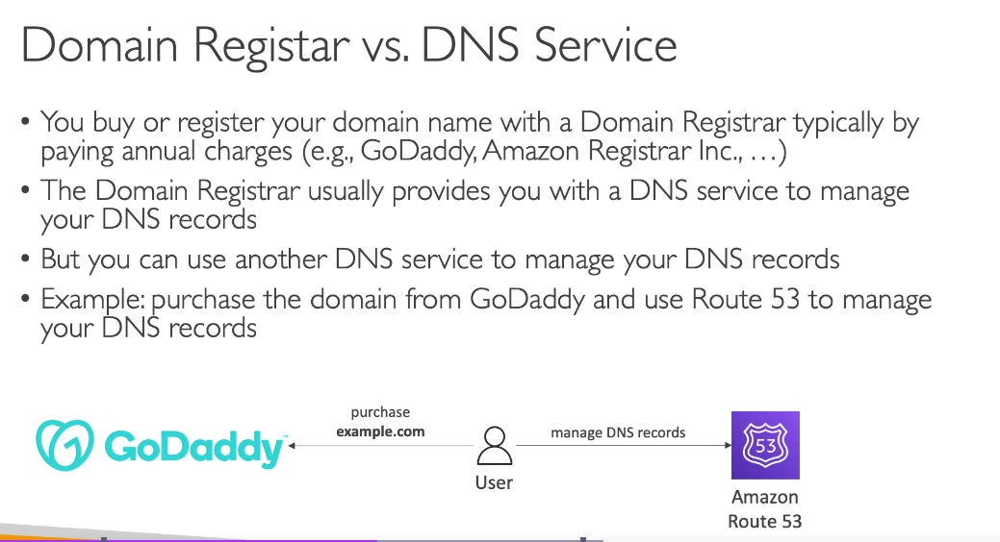 Domain Registar vs. DNS Service
• You buy or register your domain name with a Domain Registrar typically by
paying annual charges (e.g., GoDaddy, Amazon Registrar Inc., …)
• The Domain Registrar usually provides you with a DNS service to manage
your DNS records
• But you can use another DNS service to manage your DNS records
• Example: purchase the domain from GoDaddy and use Route 53 to manage
your DNS records
GoDaddy™
purchase
example.com
User
manage DNS records
53
Amazon
Route 53